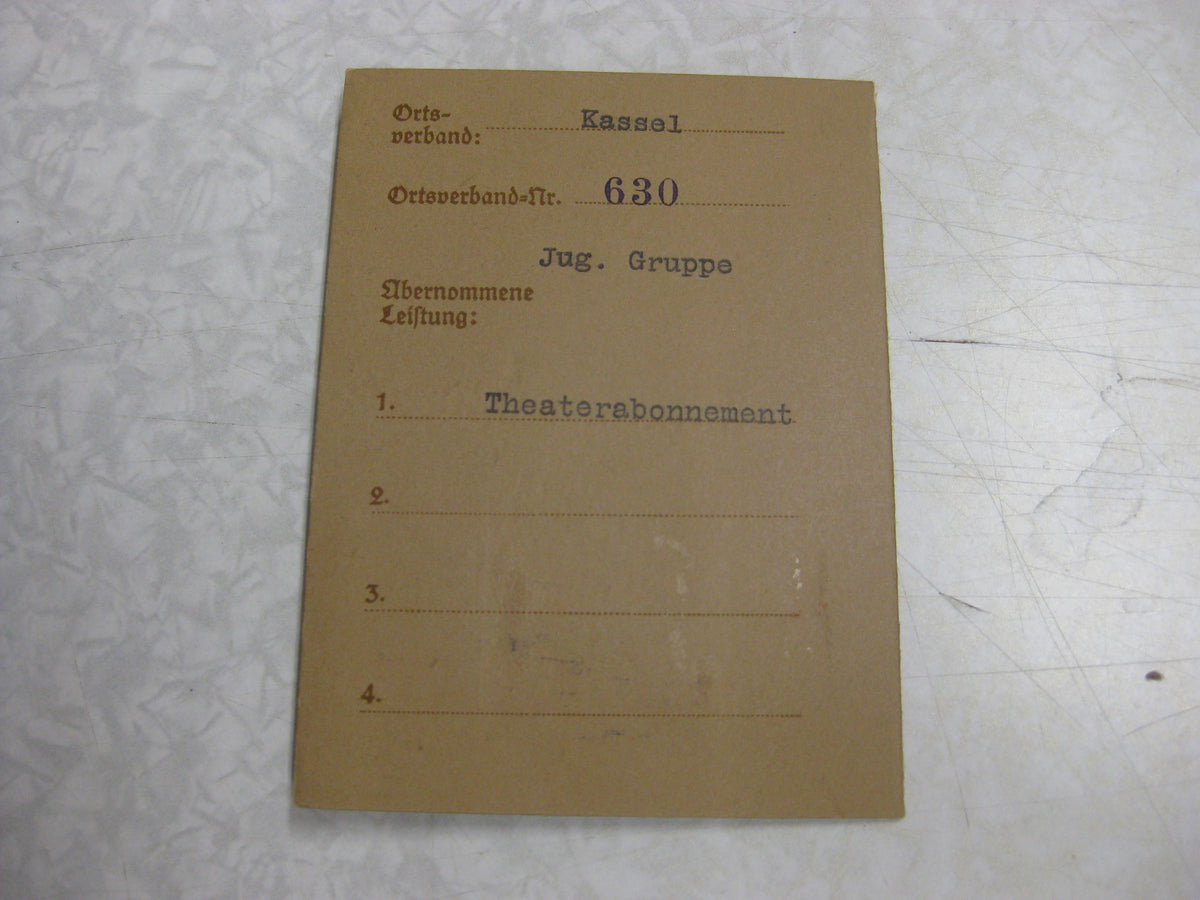 Orts-
verband: Kassel
Ortsverband-Nr. 630
Jug. Gruppe
Übernommene
Leistung:
1. Theaterabonnement
2.
3.
4.